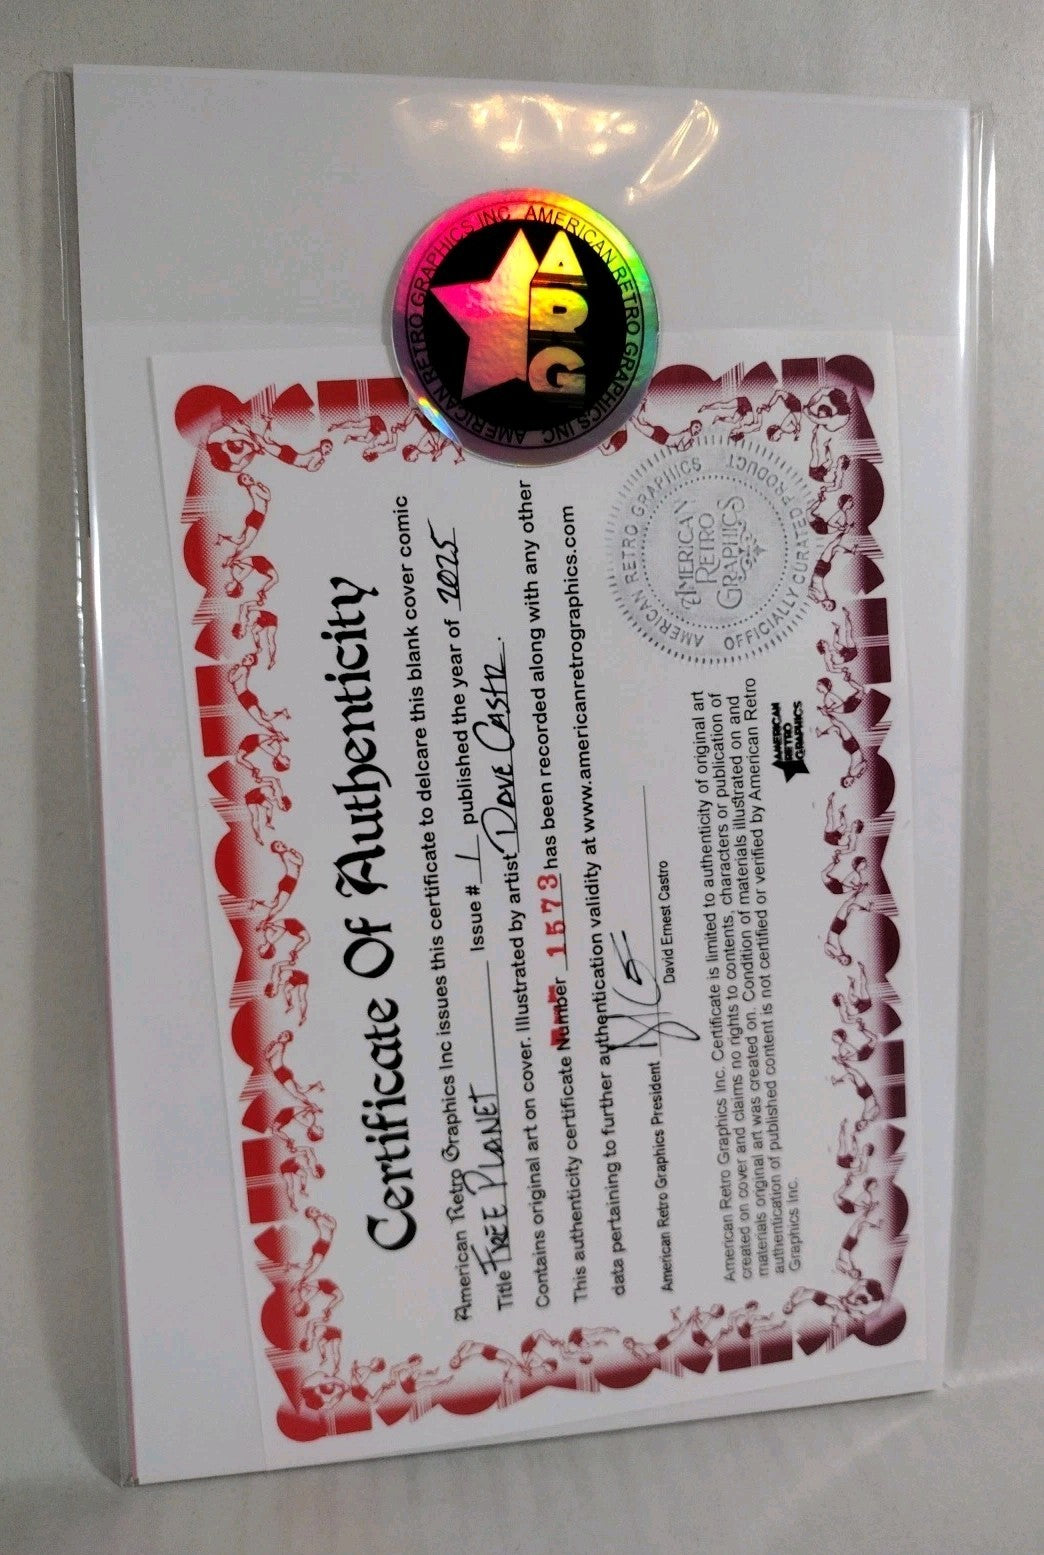 AMERICAN RETRO GRAPHICS INC AMERICAN RETRO GRAPHICS INC
ARG
Certificate Of Authenticity
American Retro Graphics Inc issues this certificate to delcare this blank cover comic
Title FREE PLANET Issue # 1 published the year of 2025
Contains original art on cover. Illustrated by artist DAVE CASTR.
This authenticity certificate Number 1573 has been recorded along with any other
data pertaining to further authentication validity at www.americanretrographics.com
American Retro Graphics President
David Ernest Castro
AMERICAN RETRO GRAPHICS
OFFICIALLY CURATED PRODUCT
AMERICAN
RETRO
GRAPHICS
American Retro Graphics Inc. Certificate is limited to authenticity of original art
created on cover and claims no rights to contents, characters or publication of
materials original art was created on. Condition of materials illustrated on and
authentication of published content is not certified or verified by American Retro
Graphics Inc.
AMERICAN
RETRO
GRAPHICS